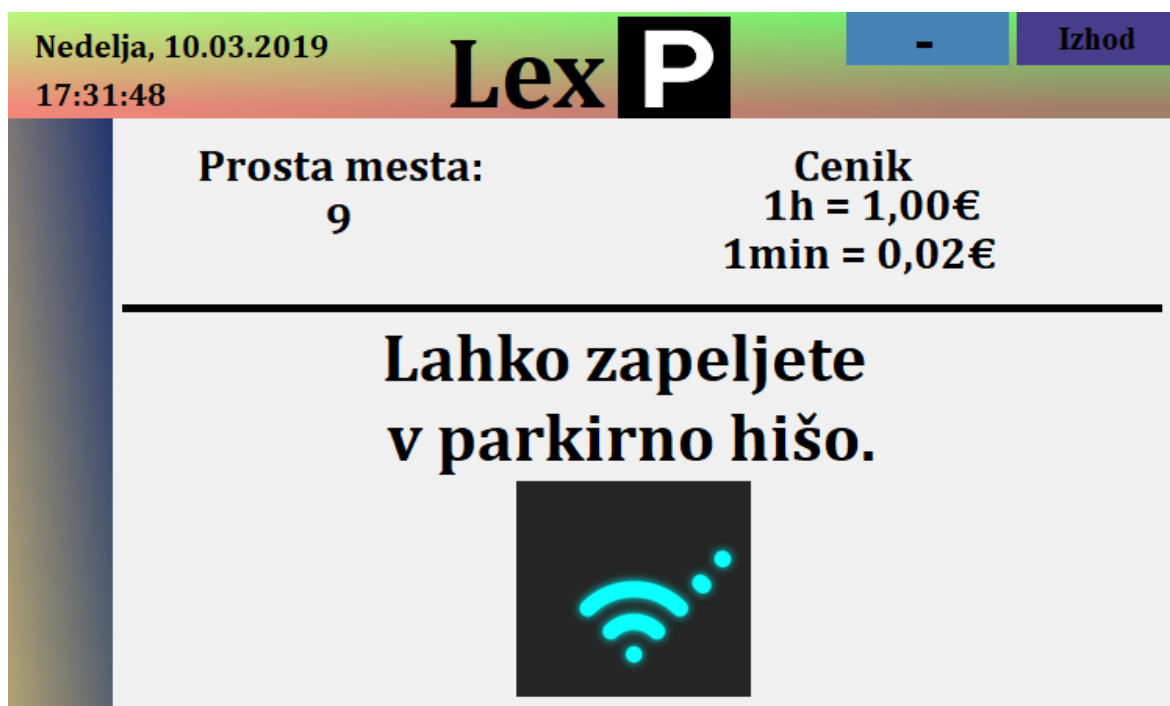 Nedelja, 10.03.2019
17:31:48
Lex P
-
Izhod
Prosta mesta:
9
Cenik
1h = 1,00€
1min = 0,02€
Lahko zapeljete
v parkirno hišo.